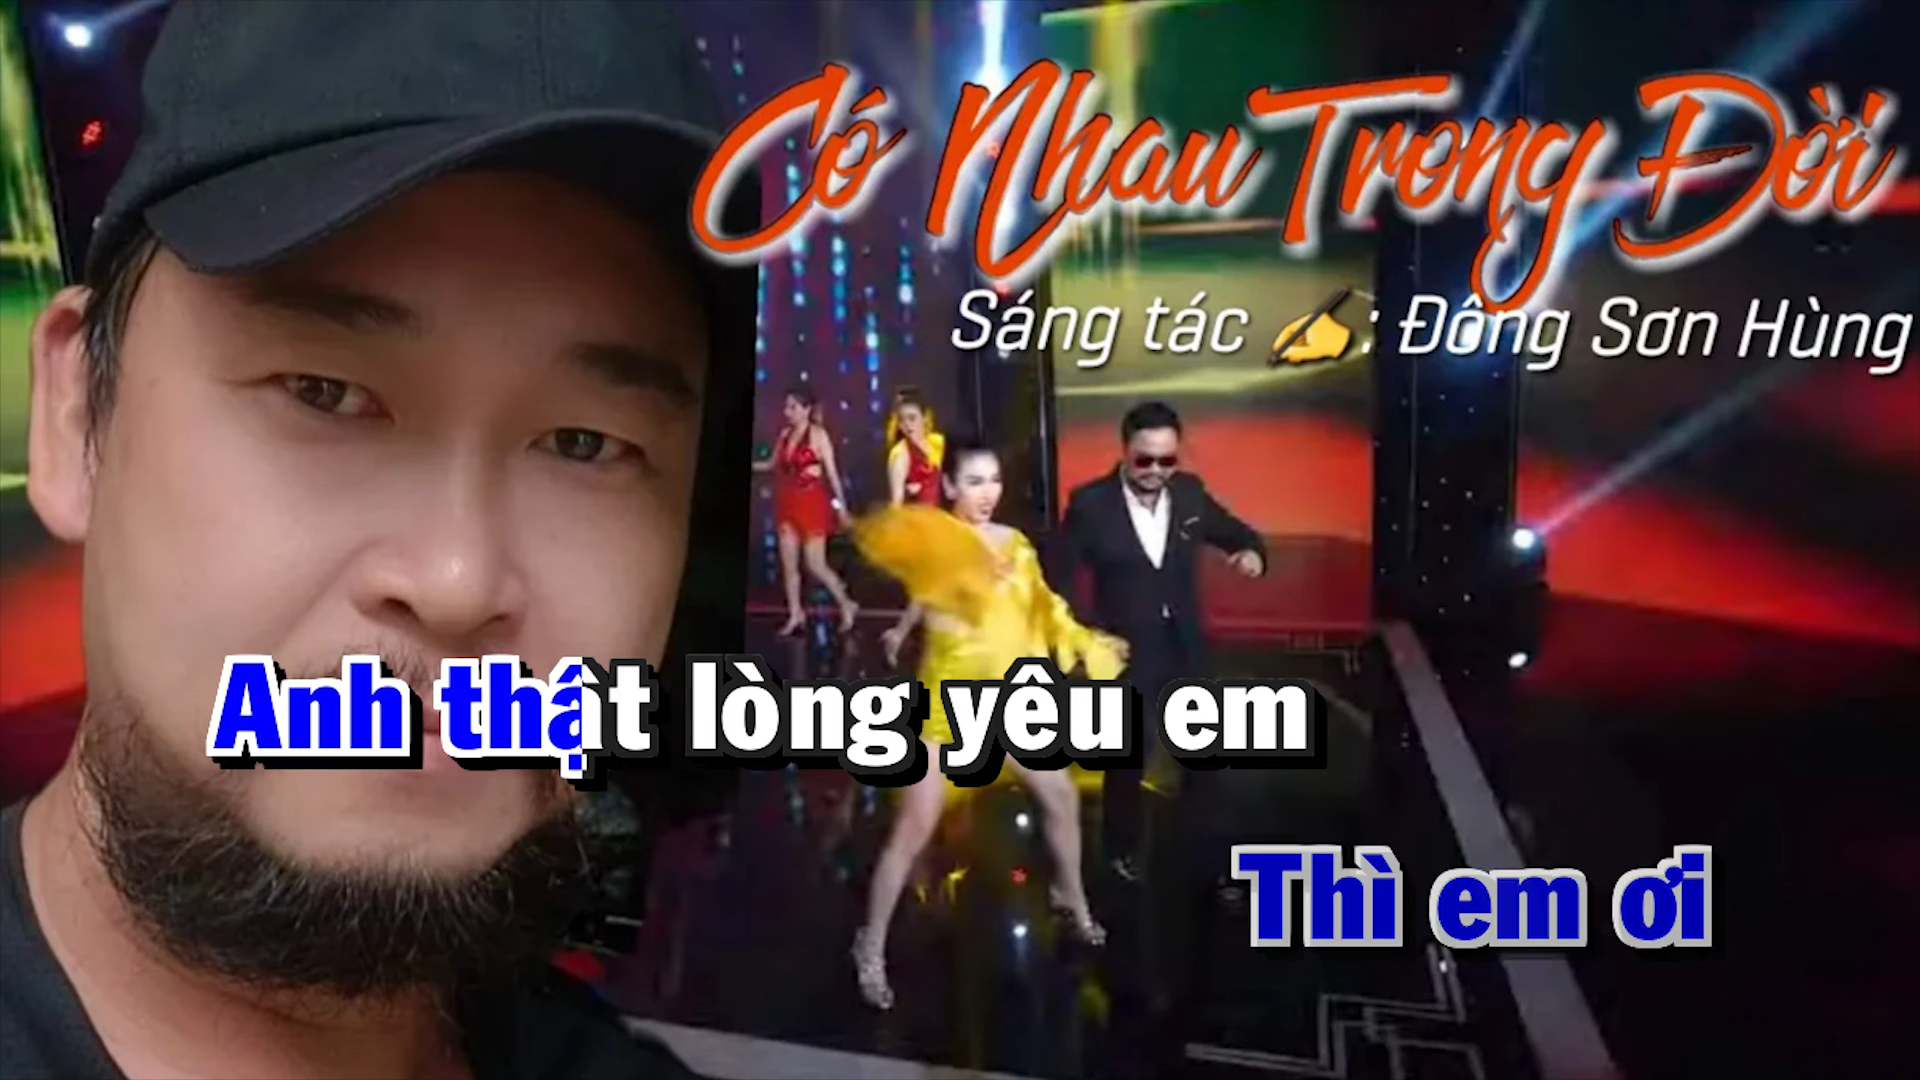 Có Nhau Trong Đời
Sáng tác ✍: Đông Sơn Hùng
Anh thật lòng yêu em
Thì em ơi